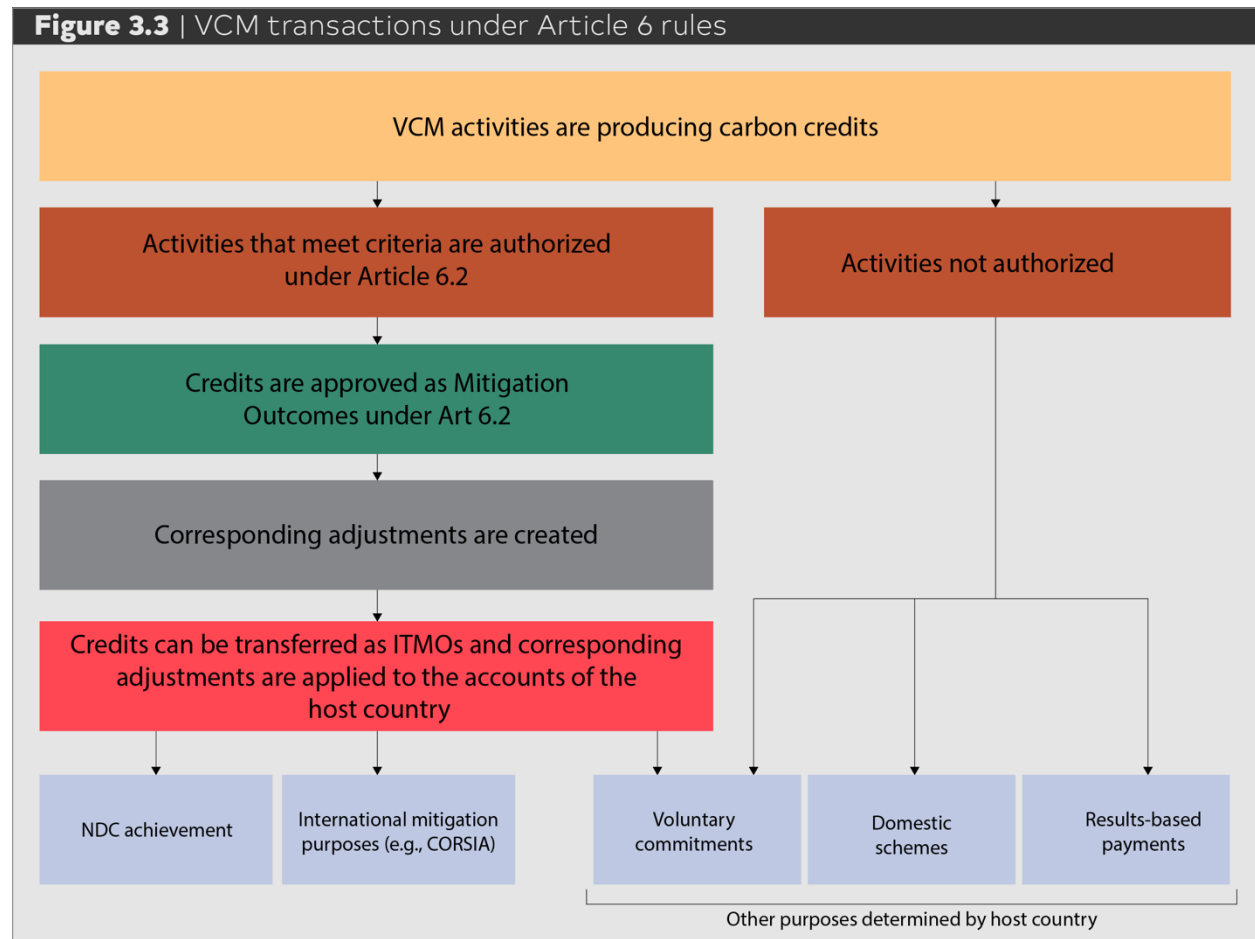 Figure 3.3 | VCM transactions under Article 6 rules
VCM activities are producing carbon credits
Activities that meet criteria are authorized
under Article 6.2
Activities not authorized
Credits are approved as Mitigation
Outcomes under Art 6.2
Corresponding adjustments are created
Credits can be transferred as ITMOs and corresponding
adjustments are applied to the accounts of the
host country
NDC achievement
International mitigation
purposes (e.g., CORSIA)
Voluntary
commitments
Domestic
schemes
Results-based
payments
Other purposes determined by host country